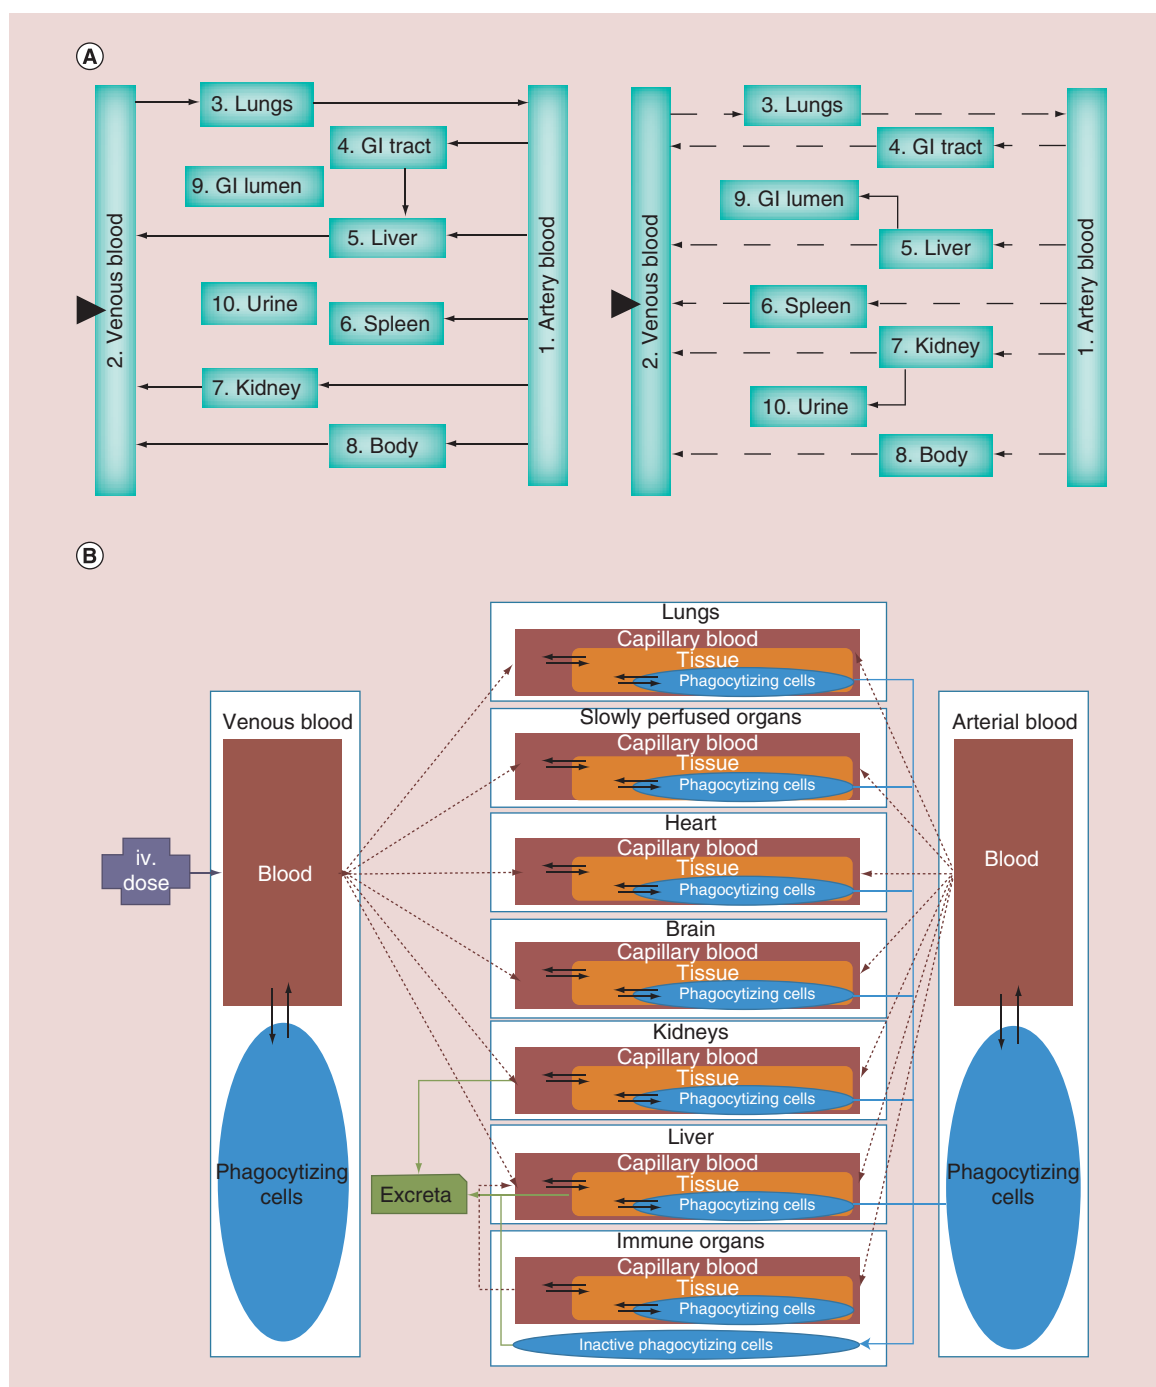 A
2. Venous blood
3. Lungs
4. GI tract
9. GI lumen
5. Liver
10. Urine
6. Spleen
7. Kidney
8. Body
1. Artery blood
2. Venous blood
3. Lungs
4. GI tract
9. GI lumen
5. Liver
6. Spleen
7. Kidney
10. Urine
8. Body
1. Artery blood
B
iv.
dose
Venous blood
Blood
Phagocytizing
cells
Excreta
Lungs
Capillary blood
Tissue
Phagocytizing cells
Slowly perfused organs
Capillary blood
Tissue
Phagocytizing cells
Heart
Capillary blood
Tissue
Phagocytizing cells
Brain
Capillary blood
Tissue
Phagocytizing cells
Kidneys
Capillary blood
Tissue
Phagocytizing cells
Liver
Capillary blood
Tissue
Phagocytizing cells
Immune organs
Capillary blood
Tissue
Phagocytizing cells
Inactive phagocytizing cells
Arterial blood
Blood
Phagocytizing
cells